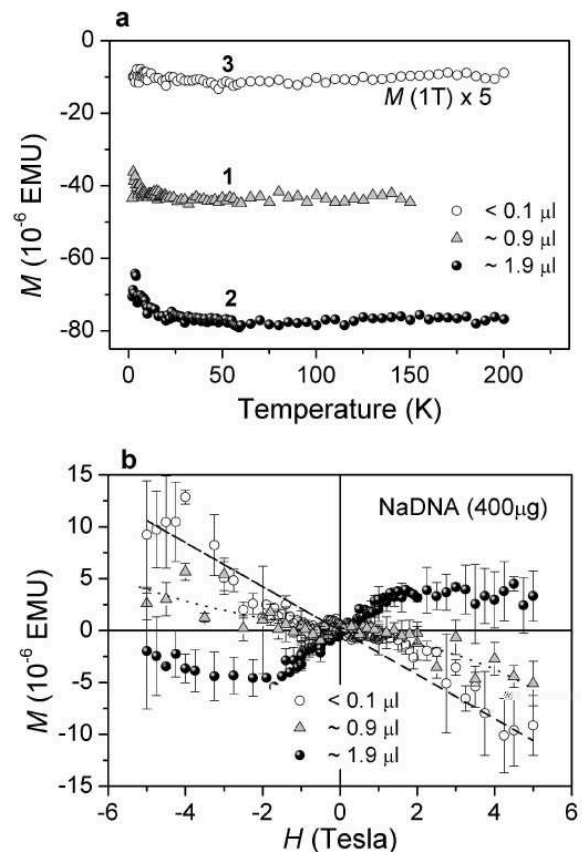 a
0
-20
-40
-60
-80
M (10⁻⁶ EMU)
3
M (1T) x 5
1
< 0.1 µl
~ 0.9 µl
~ 1.9 µl
2
0 50 100 150 200
Temperature (K)
b
15
10
5
0
-5
-10
-15
M (10⁻⁶ EMU)
NaDNA (400µg)
< 0.1 µl
~ 0.9 µl
~ 1.9 µl
-6 -4 -2 0 2 4 6
H (Tesla)